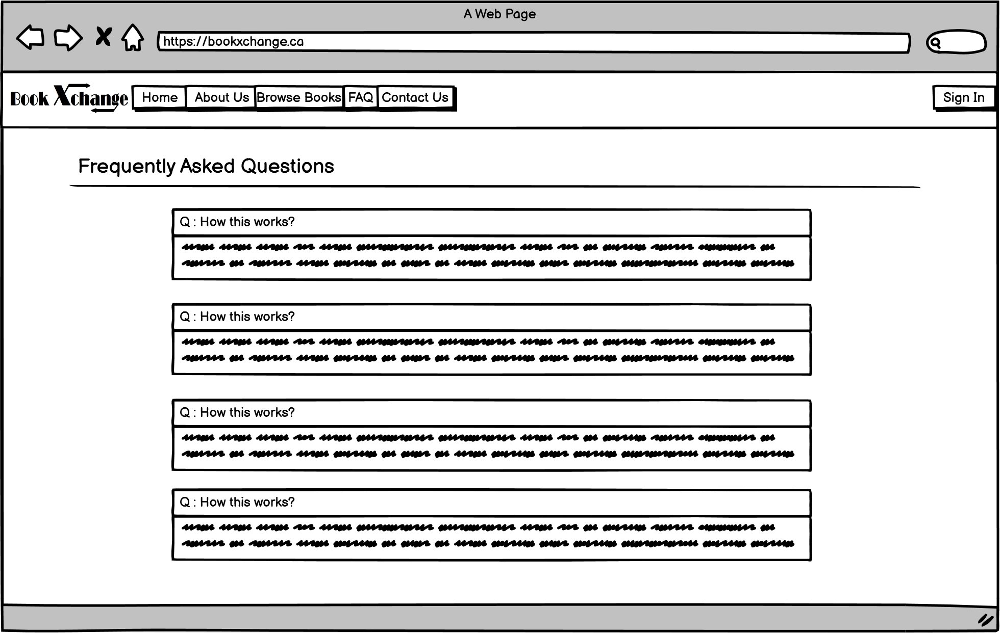 A Web Page
https://bookxchange.ca
Book Xchange
Home
About Us
Browse Books
FAQ
Contact Us
Sign In
Frequently Asked Questions
Q : How this works?
Q : How this works?
Q : How this works?
Q : How this works?